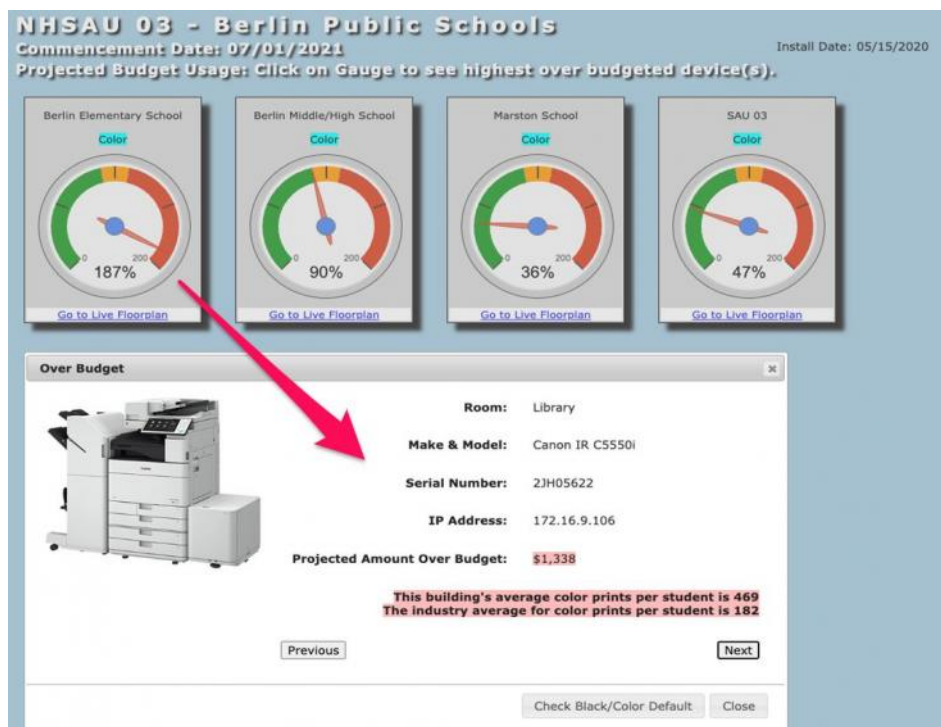 NHSAU 03 - Berlin Public Schools
Commencement Date: 07/01/2021
Install Date: 05/15/2020
Projected Budget Usage: Click on Gauge to see highest over budgeted device(s).
Berlin Elementary School
Color
0 200
187%
Go to Live Floorplan
Berlin Middle/High School
Color
0 200
90%
Go to Live Floorplan
Marston School
Color
0 200
36%
Go to Live Floorplan
SAU 03
Color
0 200
47%
Go to Live Floorplan
Over Budget
Room: Library
Make & Model: Canon IR C5550i
Serial Number: 2JH05622
IP Address: 172.16.9.106
Projected Amount Over Budget: $1,338
This building's average color prints per student is 469
The industry average for color prints per student is 182
Previous
Next
Check Black/Color Default
Close